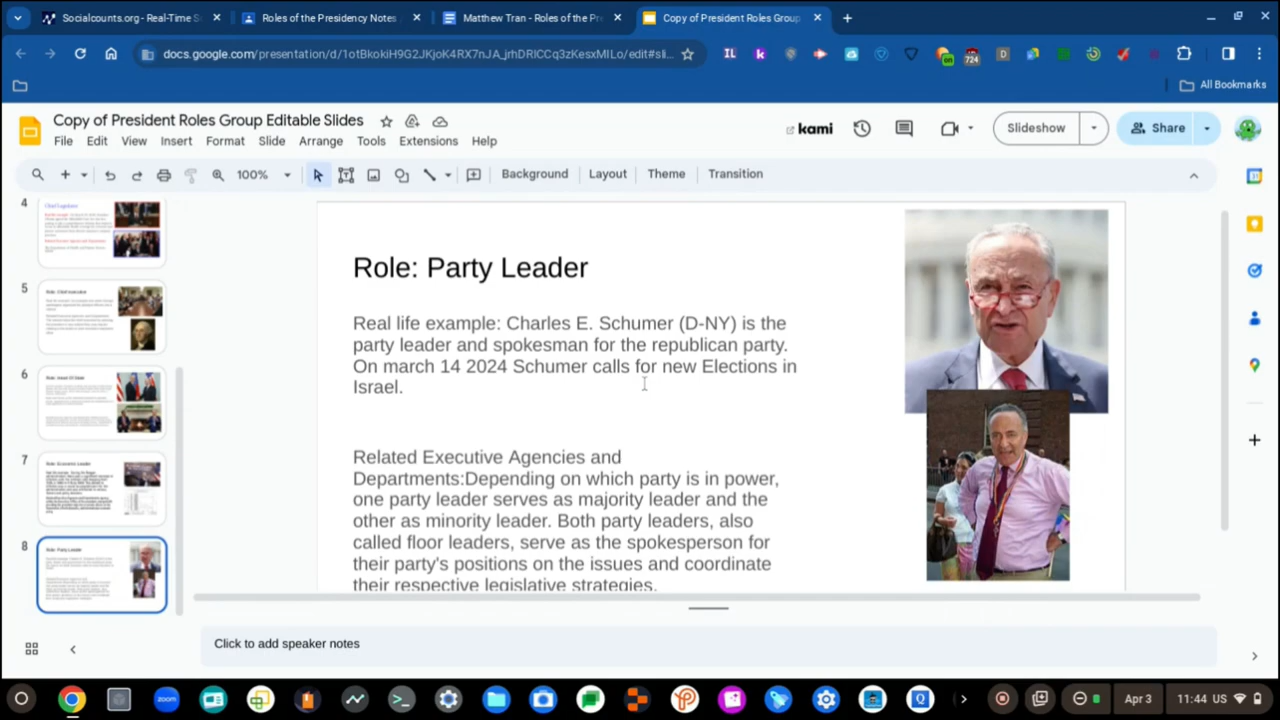 Socialcounts.org - Real-Time S
Roles of the Presidency Notes
Matthew Tran - Roles of the Pr
Copy of President Roles Group
docs.google.com/presentation/d/1otBkokiH9G2JKjoK4RX7nJA_jrhDRlCCq3zKesxMILo/edit#sli...
724
on
All Bookmarks
Copy of President Roles Group Editable Slides
File Edit View Insert Format Slide Arrange Tools Extensions Help
kami
Slideshow
Share
100%
Background Layout Theme Transition
4
5
6
7
8
Role: Party Leader
Real life example: Charles E. Schumer (D-NY) is the
party leader and spokesman for the republican party.
On march 14 2024 Schumer calls for new Elections in
Israel.
Related Executive Agencies and
Departments:Depending on which party is in power,
one party leader serves as majority leader and the
other as minority leader. Both party leaders, also
called floor leaders, serve as the spokesperson for
their party's positions on the issues and coordinate
their respective legislative strategies.
Click to add speaker notes
zoom
Apr 3
11:44 US